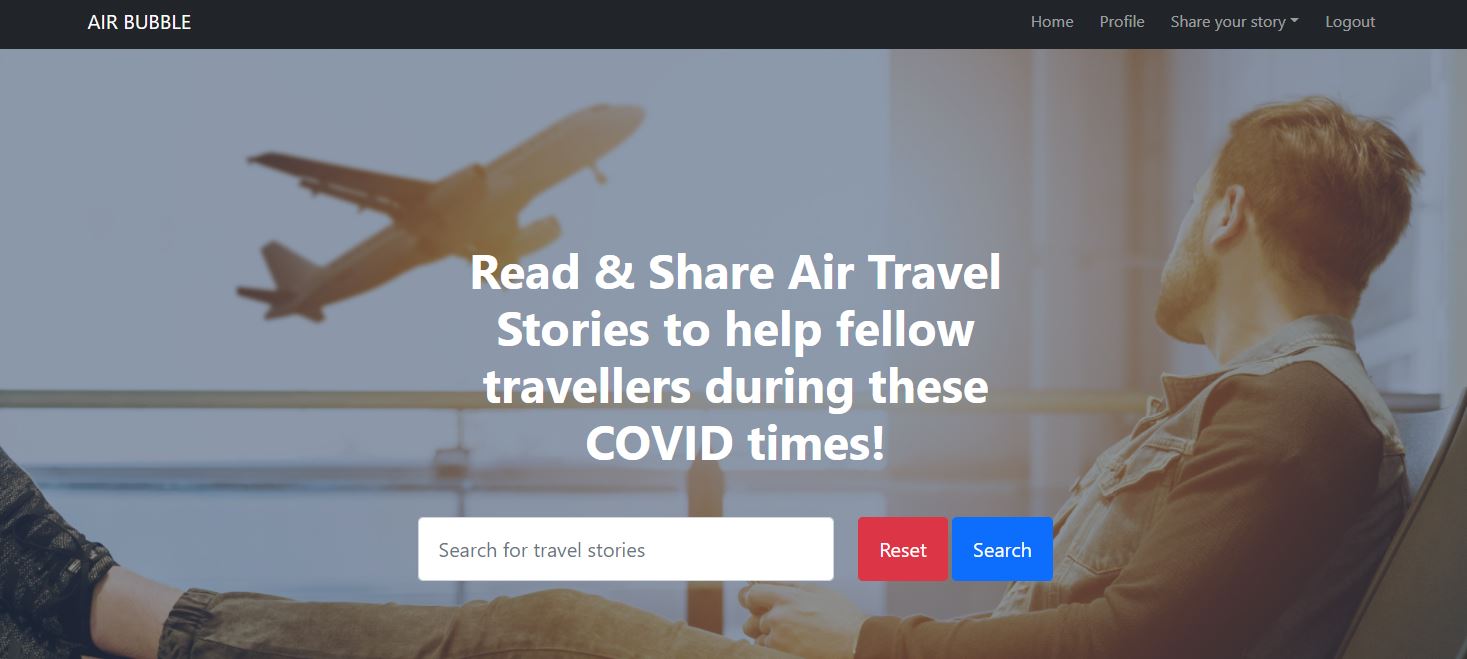 AIR BUBBLE
Home Profile Share your story Logout
Read & Share Air Travel
Stories to help fellow
travellers during these
COVID times!
Search for travel stories Reset Search